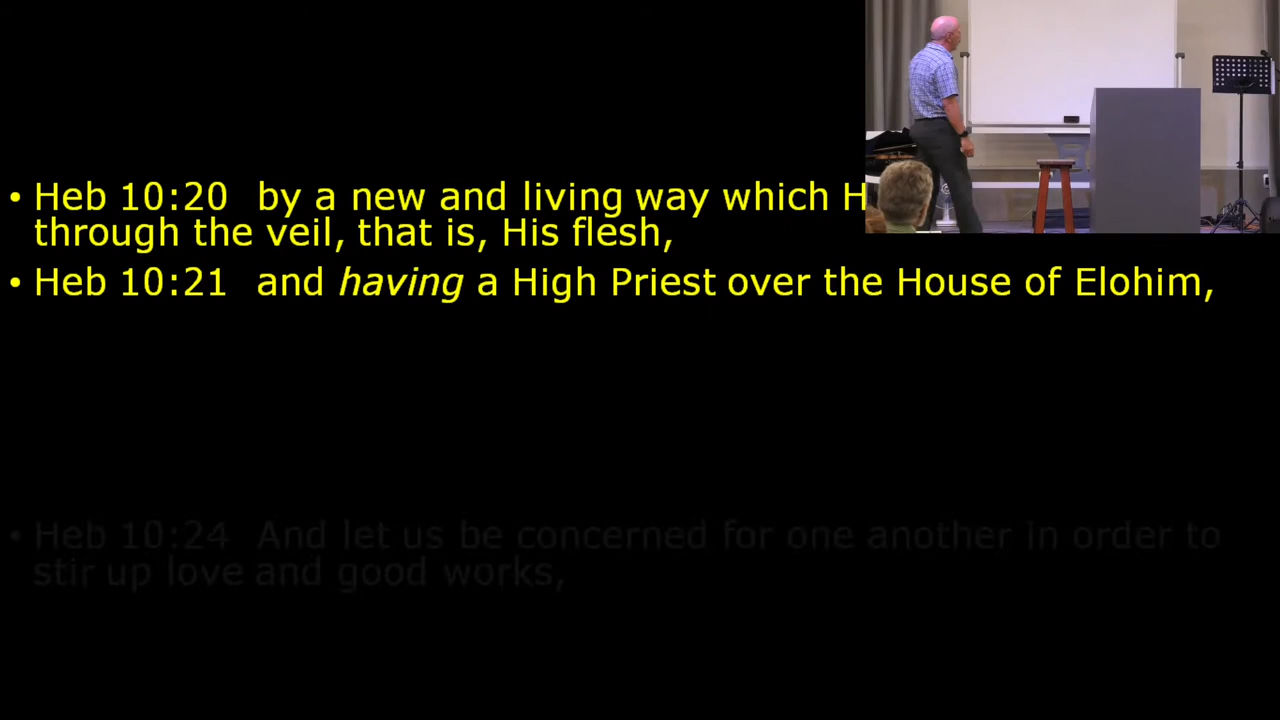 • Heb 10:20 by a new and living way which H
through the veil, that is, His flesh,
• Heb 10:21 and having a High Priest over the House of Elohim,
• Heb 10:24 And let us be concerned for one another in order to
stir up love and good works,